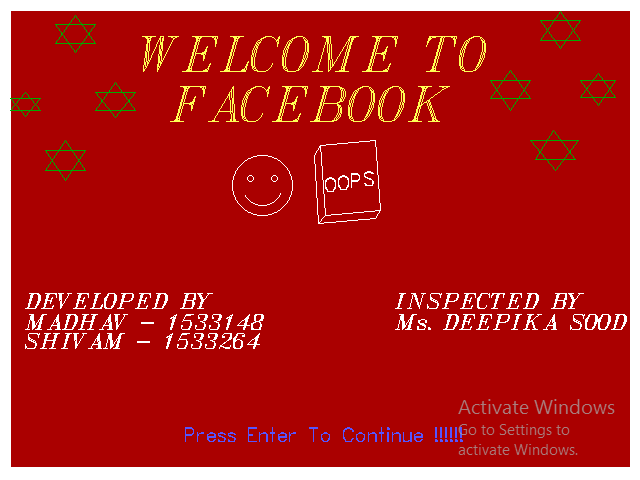 WELCOME TO
FACEBOOK
OOPS
DEVELOPED BY
MADHAV - 1533148
SHIVAM - 1533264
INSPECTED BY
Ms. DEEPIKA SOOD
Press Enter To Continue !!!!!!
Activate Windows
Go to Settings to
activate Windows.